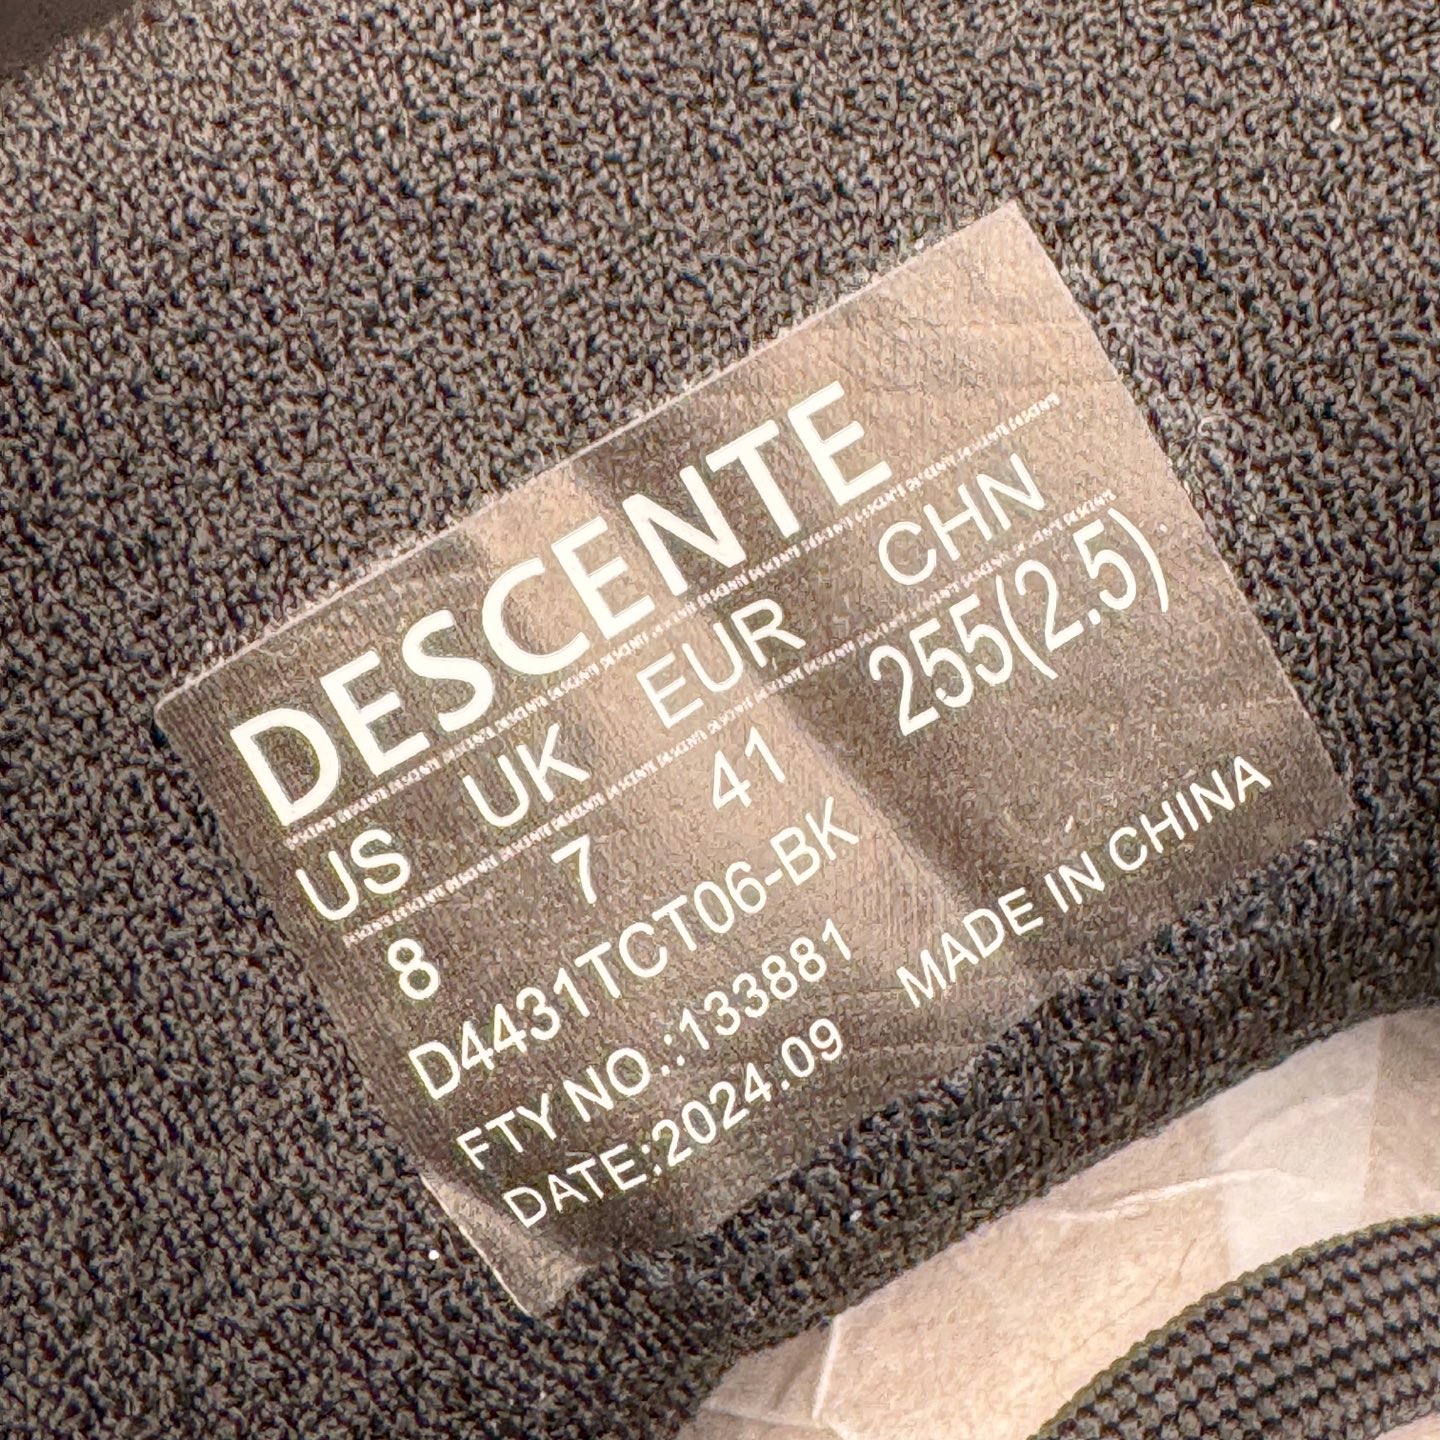 DESCENTE
US UK EUR CHN
8 7 41 255(2.5)
D4431TCT06-BK
FTY NO.:133881
DATE:2024.09 MADE IN CHINA